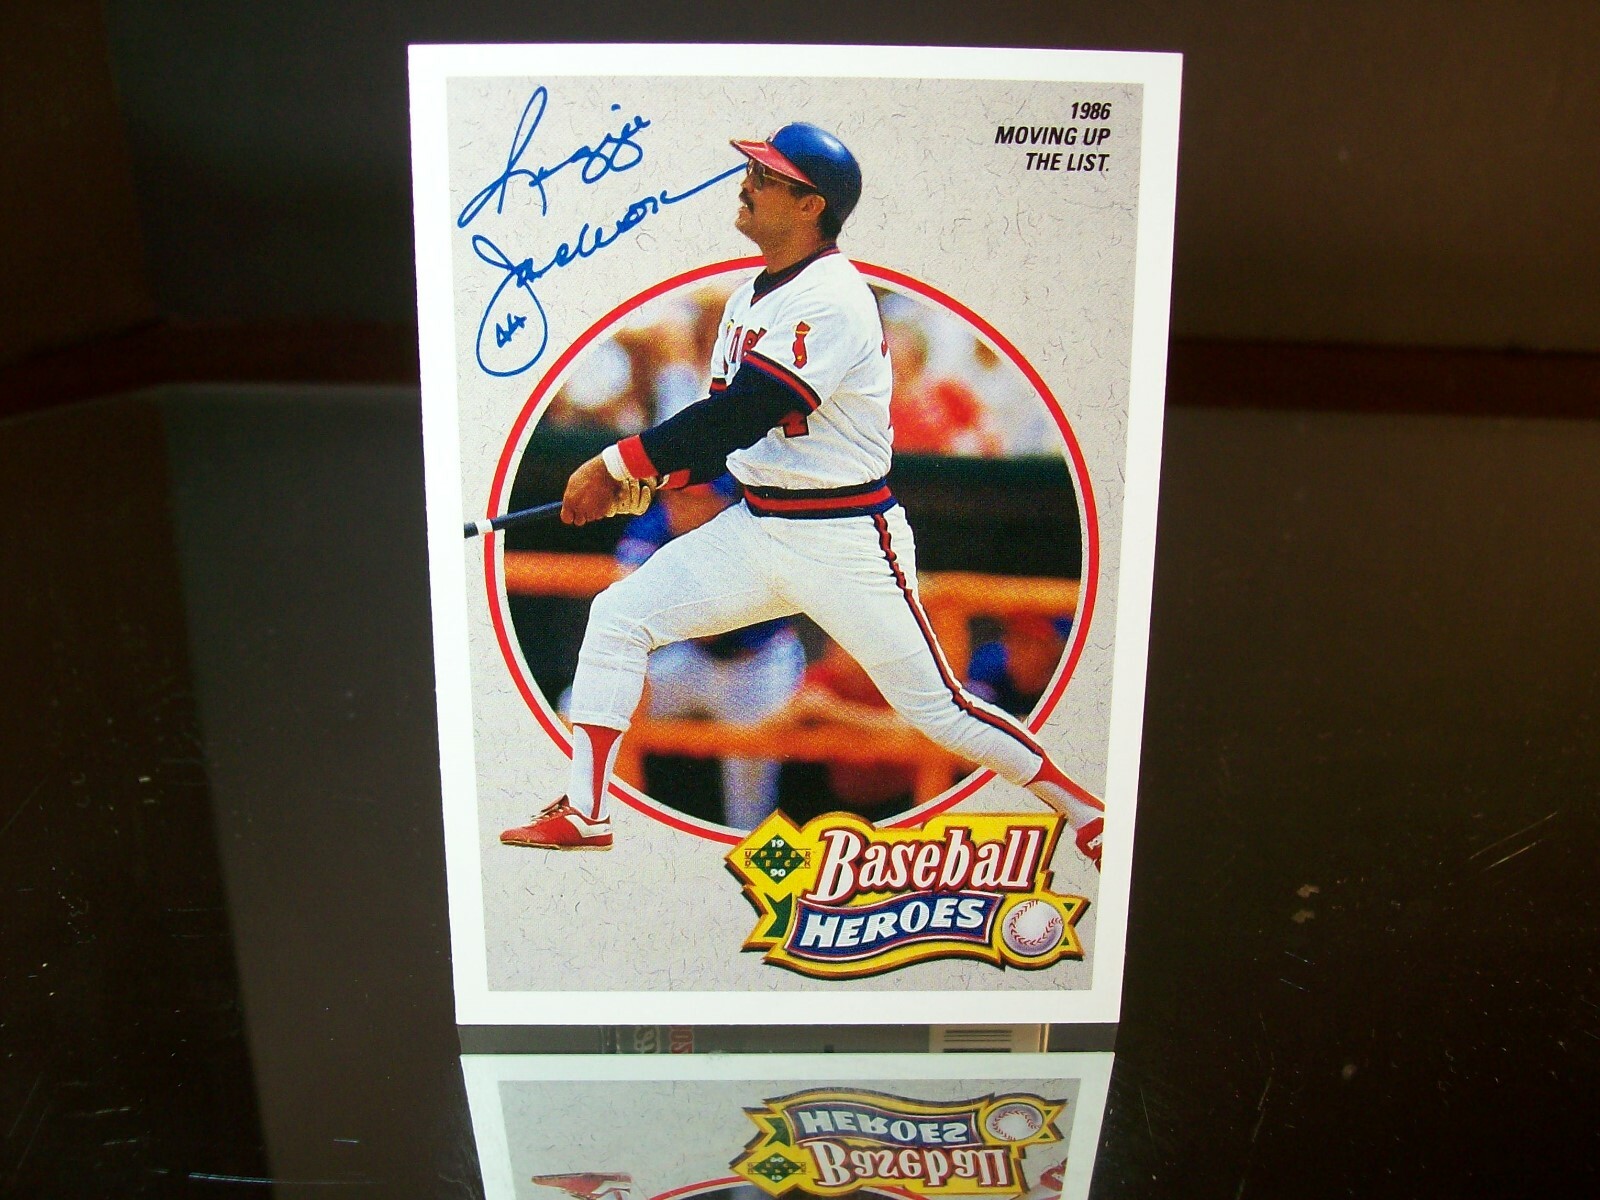 Reggie
Jackson
44
1986
MOVING UP
THE LIST.
19
UPPER
DECK
90
Baseball
HEROES